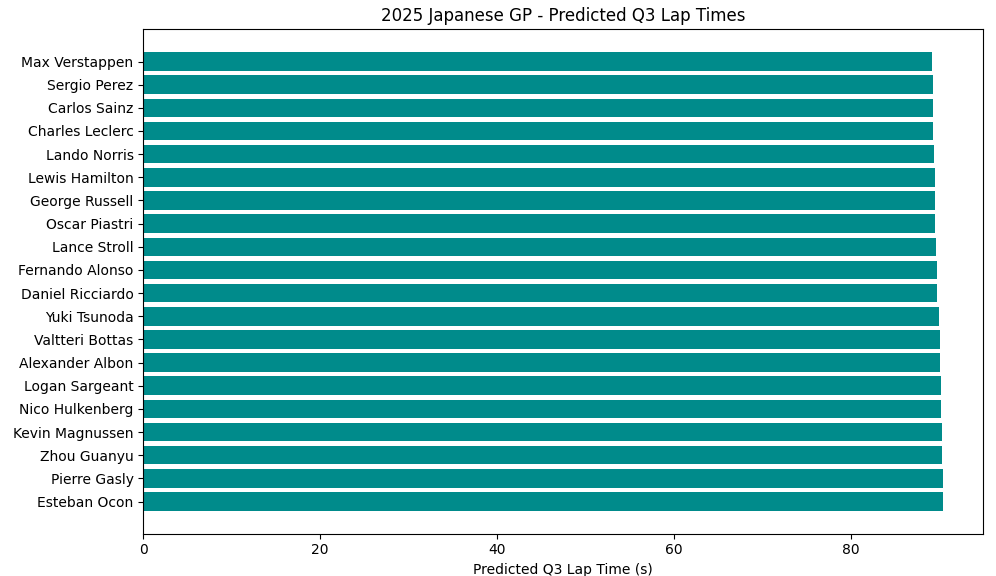 2025 Japanese GP - Predicted Q3 Lap Times
Max Verstappen
Sergio Perez
Carlos Sainz
Charles Leclerc
Lando Norris
Lewis Hamilton
George Russell
Oscar Piastri
Lance Stroll
Fernando Alonso
Daniel Ricciardo
Yuki Tsunoda
Valtteri Bottas
Alexander Albon
Logan Sargeant
Nico Hulkenberg
Kevin Magnussen
Zhou Guanyu
Pierre Gasly
Esteban Ocon
0 20 40 60 80
Predicted Q3 Lap Time (s)